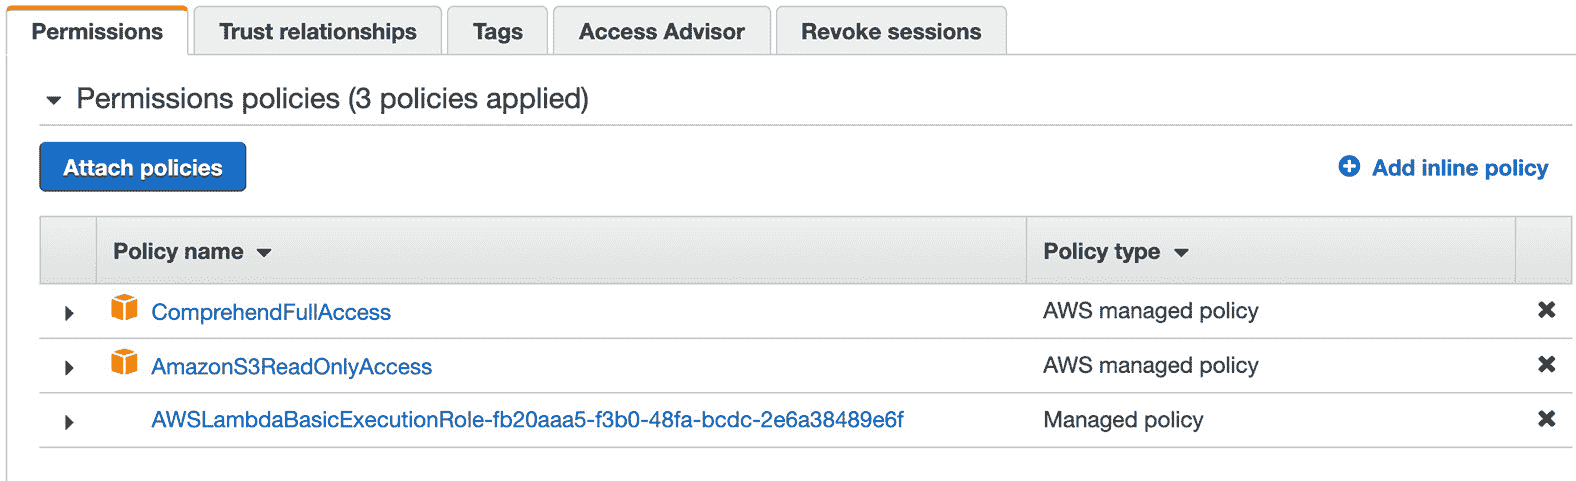 Permissions Trust relationships Tags Access Advisor Revoke sessions
Permissions policies (3 policies applied)
Attach policies Add inline policy
Policy name Policy type
ComprehendFullAccess AWS managed policy
AmazonS3ReadOnlyAccess AWS managed policy
AWSLambdaBasicExecutionRole-fb20aaa5-f3b0-48fa-bcdc-2e6a38489e6f Managed policy